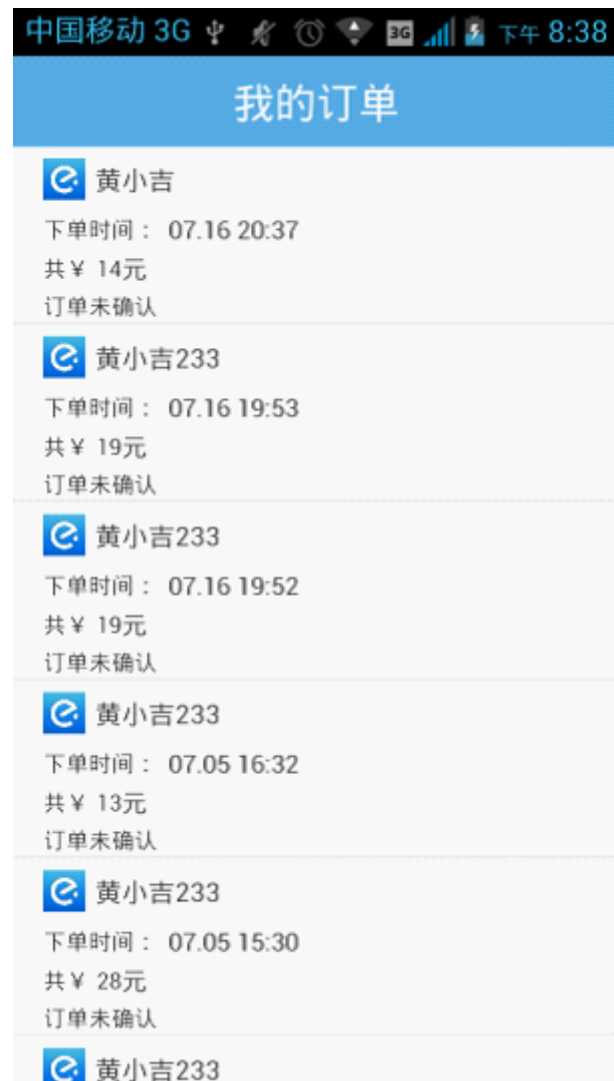 中国移动 3G 3G 下午 8:38
我的订单
黄小吉
下单时间： 07.16 20:37
共¥ 14元
订单未确认
黄小吉233
下单时间： 07.16 19:53
共¥ 19元
订单未确认
黄小吉233
下单时间： 07.16 19:52
共¥ 19元
订单未确认
黄小吉233
下单时间： 07.05 16:32
共¥ 13元
订单未确认
黄小吉233
下单时间： 07.05 15:30
共¥ 28元
订单未确认
黄小吉233